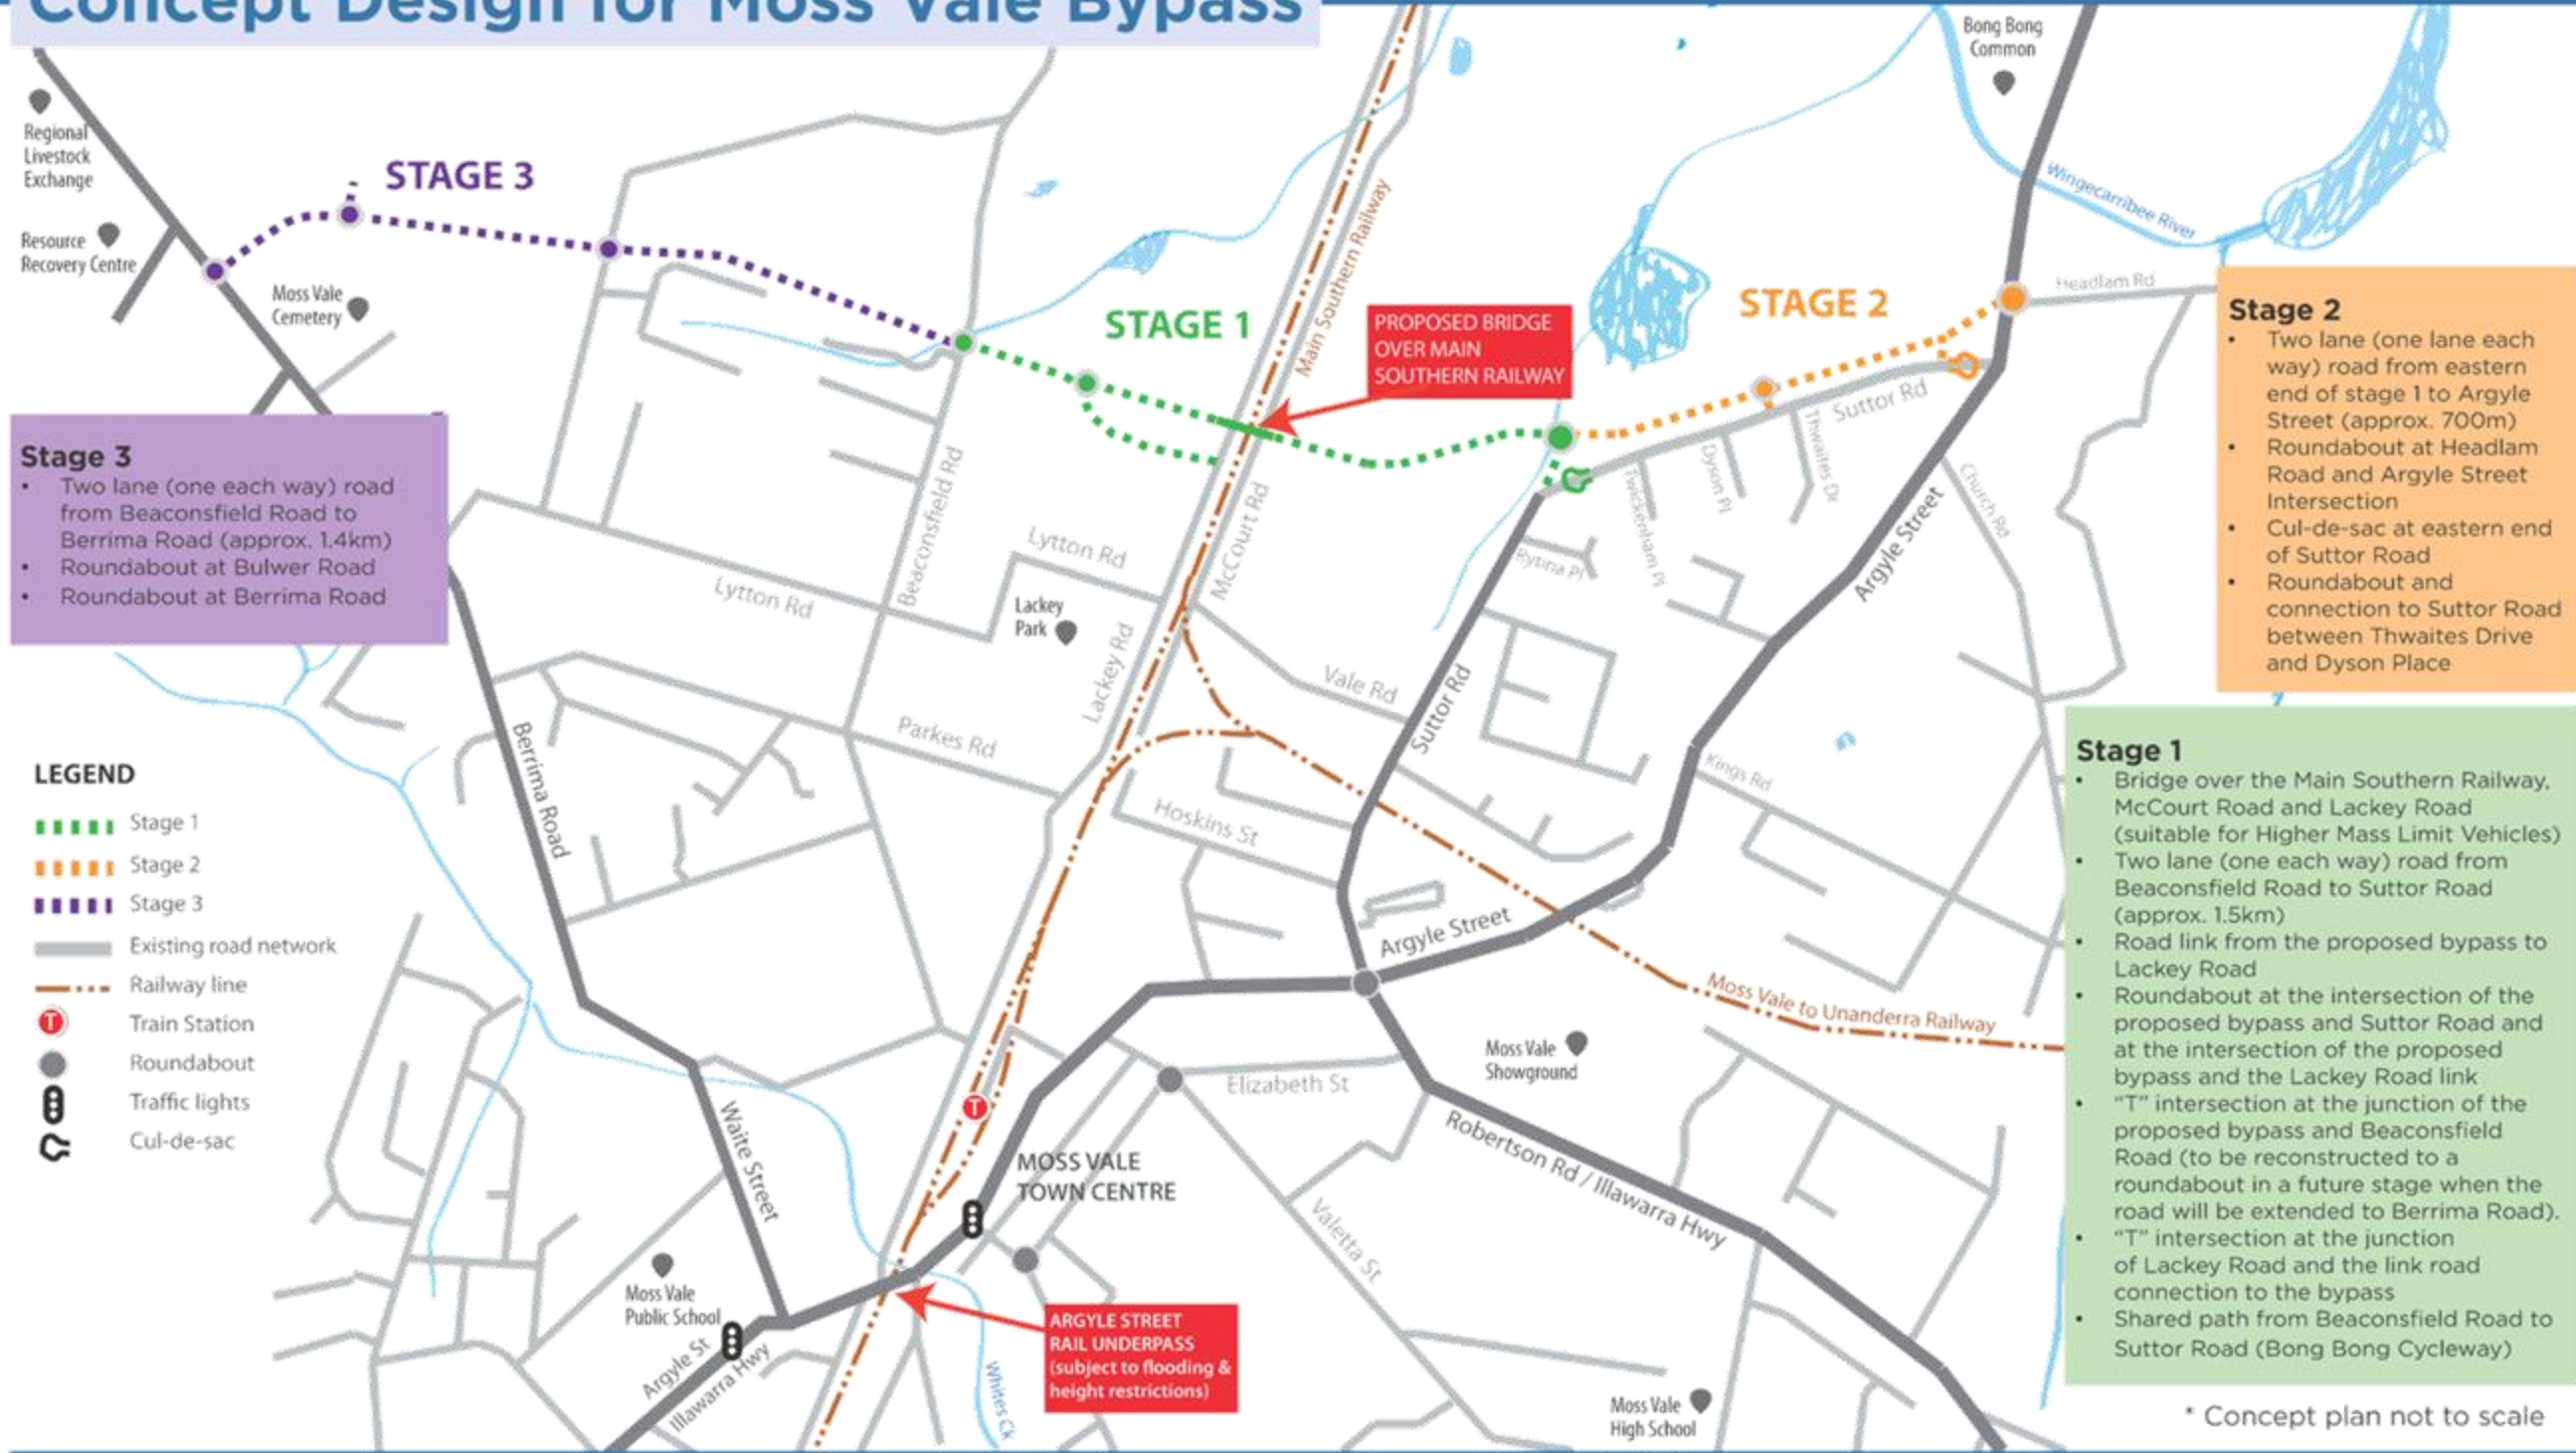 Concept Design for Moss Vale Bypass
Bong Bong
Common
Regional
Livestock
Exchange
STAGE 3
Wingecarribee River
Resource
Recovery Centre
Main Southern Railway
Headlam Rd
Moss Vale
Cemetery
STAGE 1
STAGE 2
PROPOSED BRIDGE
OVER MAIN
SOUTHERN RAILWAY
Suttor Rd
Thwaites Dr
Dyson Pl
Twickenham Pl
Church Rd
Stage 2
• Two lane (one lane each
way) road from eastern
end of stage 1 to Argyle
Street (approx. 700m)
• Roundabout at Headlam
Road and Argyle Street
Intersection
• Cul-de-sac at eastern end
of Suttor Road
• Roundabout and
connection to Suttor Road
between Thwaites Drive
and Dyson Place
Stage 3
• Two lane (one each way) road
from Beaconsfield Road to
Berrima Road (approx. 1.4km)
• Roundabout at Bulwer Road
• Roundabout at Berrima Road
Beaconsfield Rd
McCourt Rd
Argyle Street
Lytton Rd
Rytina Pl
Lytton Rd
Lackey
Park
Lackey Rd
Vale Rd
Suttor Rd
Parkes Rd
Berrima Road
Kings Rd
Hoskins St
LEGEND
Stage 1
Stage 2
Stage 3
Existing road network
Railway line
Train Station
Roundabout
Traffic lights
Cul-de-sac
T
Argyle Street
Moss Vale to Unanderra Railway
Moss Vale
Showground
Elizabeth St
T
Waite Street
MOSS VALE
TOWN CENTRE
Robertson Rd / Illawarra Hwy
Valetta St
Moss Vale
Public School
Argyle St
Illawarra Hwy
ARGYLE STREET
RAIL UNDERPASS
(subject to flooding &
height restrictions)
Whites Ck
Moss Vale
High School
Stage 1
• Bridge over the Main Southern Railway,
McCourt Road and Lackey Road
(suitable for Higher Mass Limit Vehicles)
• Two lane (one each way) road from
Beaconsfield Road to Suttor Road
(approx. 1.5km)
• Road link from the proposed bypass to
Lackey Road
• Roundabout at the intersection of the
proposed bypass and Suttor Road and
at the intersection of the proposed
bypass and the Lackey Road link
• “T” intersection at the junction of the
proposed bypass and Beaconsfield
Road (to be reconstructed to a
roundabout in a future stage when the
road will be extended to Berrima Road).
• “T” intersection at the junction
of Lackey Road and the link road
connection to the bypass
• Shared path from Beaconsfield Road to
Suttor Road (Bong Bong Cycleway)
* Concept plan not to scale